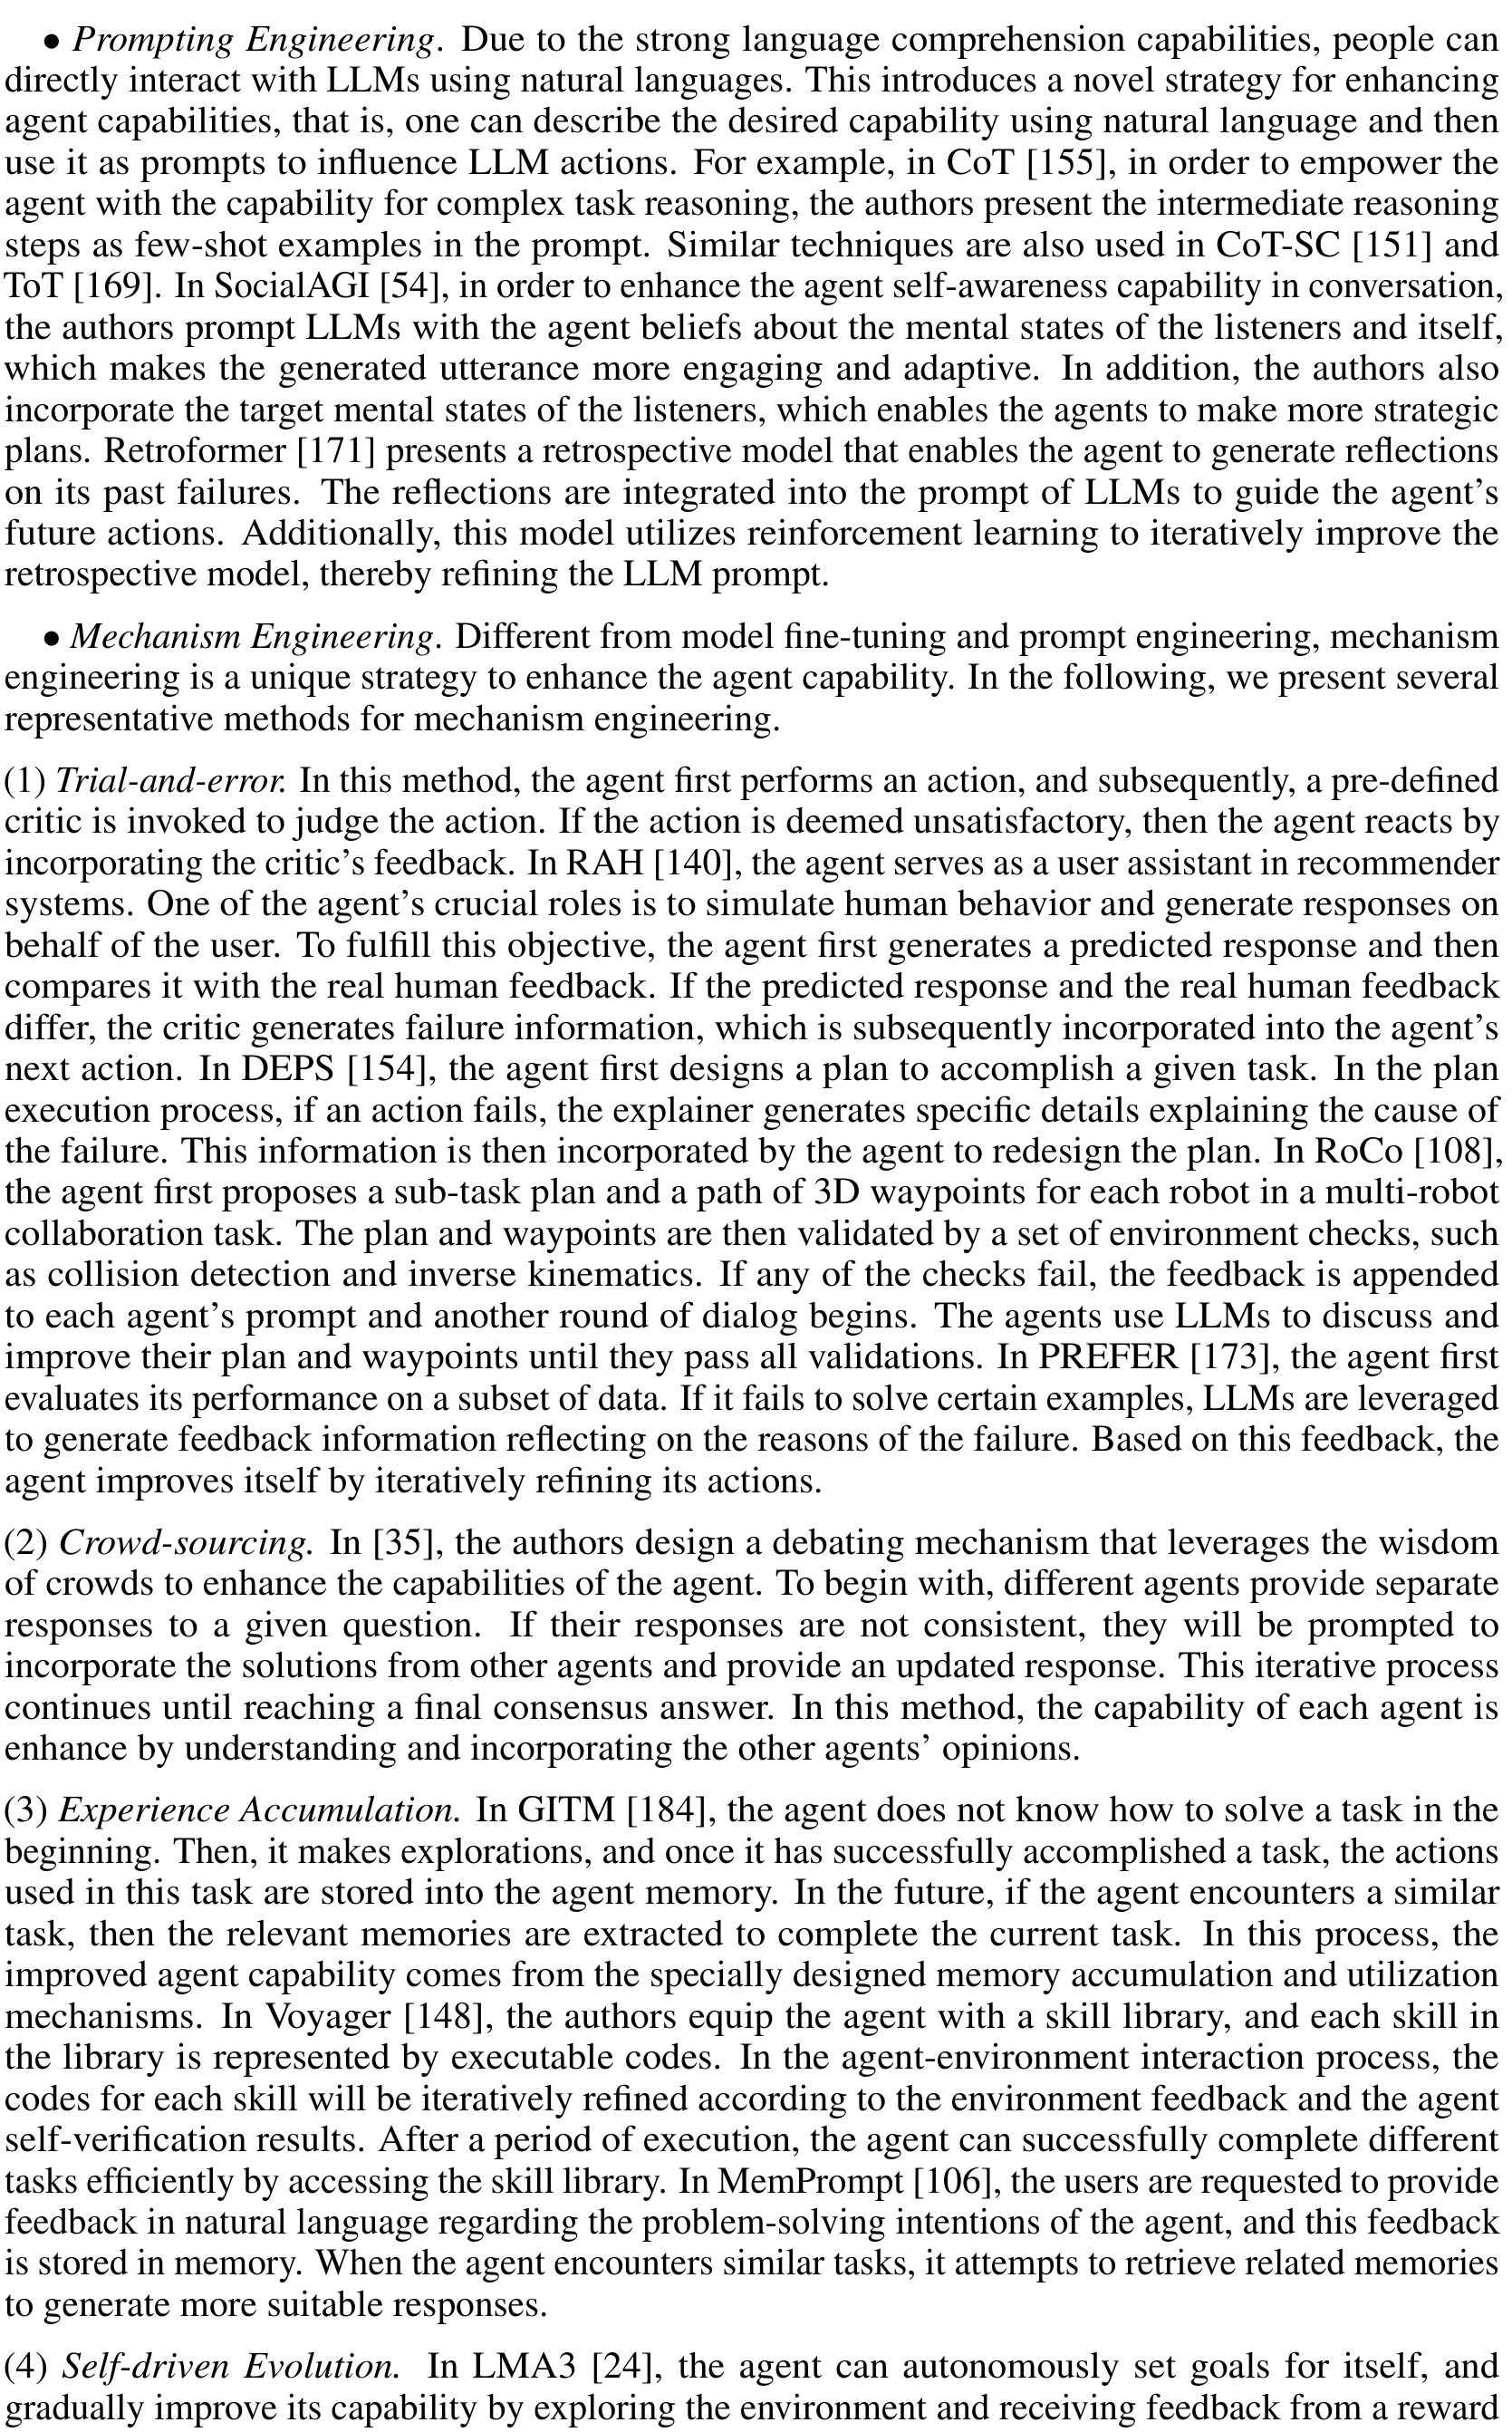 • Prompting Engineering. Due to the strong language comprehension capabilities, people can
directly interact with LLMs using natural languages. This introduces a novel strategy for enhancing
agent capabilities, that is, one can describe the desired capability using natural language and then
use it as prompts to influence LLM actions. For example, in CoT [155], in order to empower the
agent with the capability for complex task reasoning, the authors present the intermediate reasoning
steps as few-shot examples in the prompt. Similar techniques are also used in CoT-SC [151] and
ToT [169]. In SocialAGI [54], in order to enhance the agent self-awareness capability in conversation,
the authors prompt LLMs with the agent beliefs about the mental states of the listeners and itself,
which makes the generated utterance more engaging and adaptive. In addition, the authors also
incorporate the target mental states of the listeners, which enables the agents to make more strategic
plans. Retroformer [171] presents a retrospective model that enables the agent to generate reflections
on its past failures. The reflections are integrated into the prompt of LLMs to guide the agent's
future actions. Additionally, this model utilizes reinforcement learning to iteratively improve the
retrospective model, thereby refining the LLM prompt.
• Mechanism Engineering. Different from model fine-tuning and prompt engineering, mechanism
engineering is a unique strategy to enhance the agent capability. In the following, we present several
representative methods for mechanism engineering.
(1) Trial-and-error. In this method, the agent first performs an action, and subsequently, a pre-defined
critic is invoked to judge the action. If the action is deemed unsatisfactory, then the agent reacts by
incorporating the critic's feedback. In RAH [140], the agent serves as a user assistant in recommender
systems. One of the agent's crucial roles is to simulate human behavior and generate responses on
behalf of the user. To fulfill this objective, the agent first generates a predicted response and then
compares it with the real human feedback. If the predicted response and the real human feedback
differ, the critic generates failure information, which is subsequently incorporated into the agent's
next action. In DEPS [154], the agent first designs a plan to accomplish a given task. In the plan
execution process, if an action fails, the explainer generates specific details explaining the cause of
the failure. This information is then incorporated by the agent to redesign the plan. In RoCo [108],
the agent first proposes a sub-task plan and a path of 3D waypoints for each robot in a multi-robot
collaboration task. The plan and waypoints are then validated by a set of environment checks, such
as collision detection and inverse kinematics. If any of the checks fail, the feedback is appended
to each agent's prompt and another round of dialog begins. The agents use LLMs to discuss and
improve their plan and waypoints until they pass all validations. In PREFER [173], the agent first
evaluates its performance on a subset of data. If it fails to solve certain examples, LLMs are leveraged
to generate feedback information reflecting on the reasons of the failure. Based on this feedback, the
agent improves itself by iteratively refining its actions.
(2) Crowd-sourcing. In [35], the authors design a debating mechanism that leverages the wisdom
of crowds to enhance the capabilities of the agent. To begin with, different agents provide separate
responses to a given question. If their responses are not consistent, they will be prompted to
incorporate the solutions from other agents and provide an updated response. This iterative process
continues until reaching a final consensus answer. In this method, the capability of each agent is
enhance by understanding and incorporating the other agents' opinions.
(3) Experience Accumulation. In GITM [184], the agent does not know how to solve a task in the
beginning. Then, it makes explorations, and once it has successfully accomplished a task, the actions
used in this task are stored into the agent memory. In the future, if the agent encounters a similar
task, then the relevant memories are extracted to complete the current task. In this process, the
improved agent capability comes from the specially designed memory accumulation and utilization
mechanisms. In Voyager [148], the authors equip the agent with a skill library, and each skill in
the library is represented by executable codes. In the agent-environment interaction process, the
codes for each skill will be iteratively refined according to the environment feedback and the agent
self-verification results. After a period of execution, the agent can successfully complete different
tasks efficiently by accessing the skill library. In MemPrompt [106], the users are requested to provide
feedback in natural language regarding the problem-solving intentions of the agent, and this feedback
is stored in memory. When the agent encounters similar tasks, it attempts to retrieve related memories
to generate more suitable responses.
(4) Self-driven Evolution. In LMA3 [24], the agent can autonomously set goals for itself, and
gradually improve its capability by exploring the environment and receiving feedback from a reward